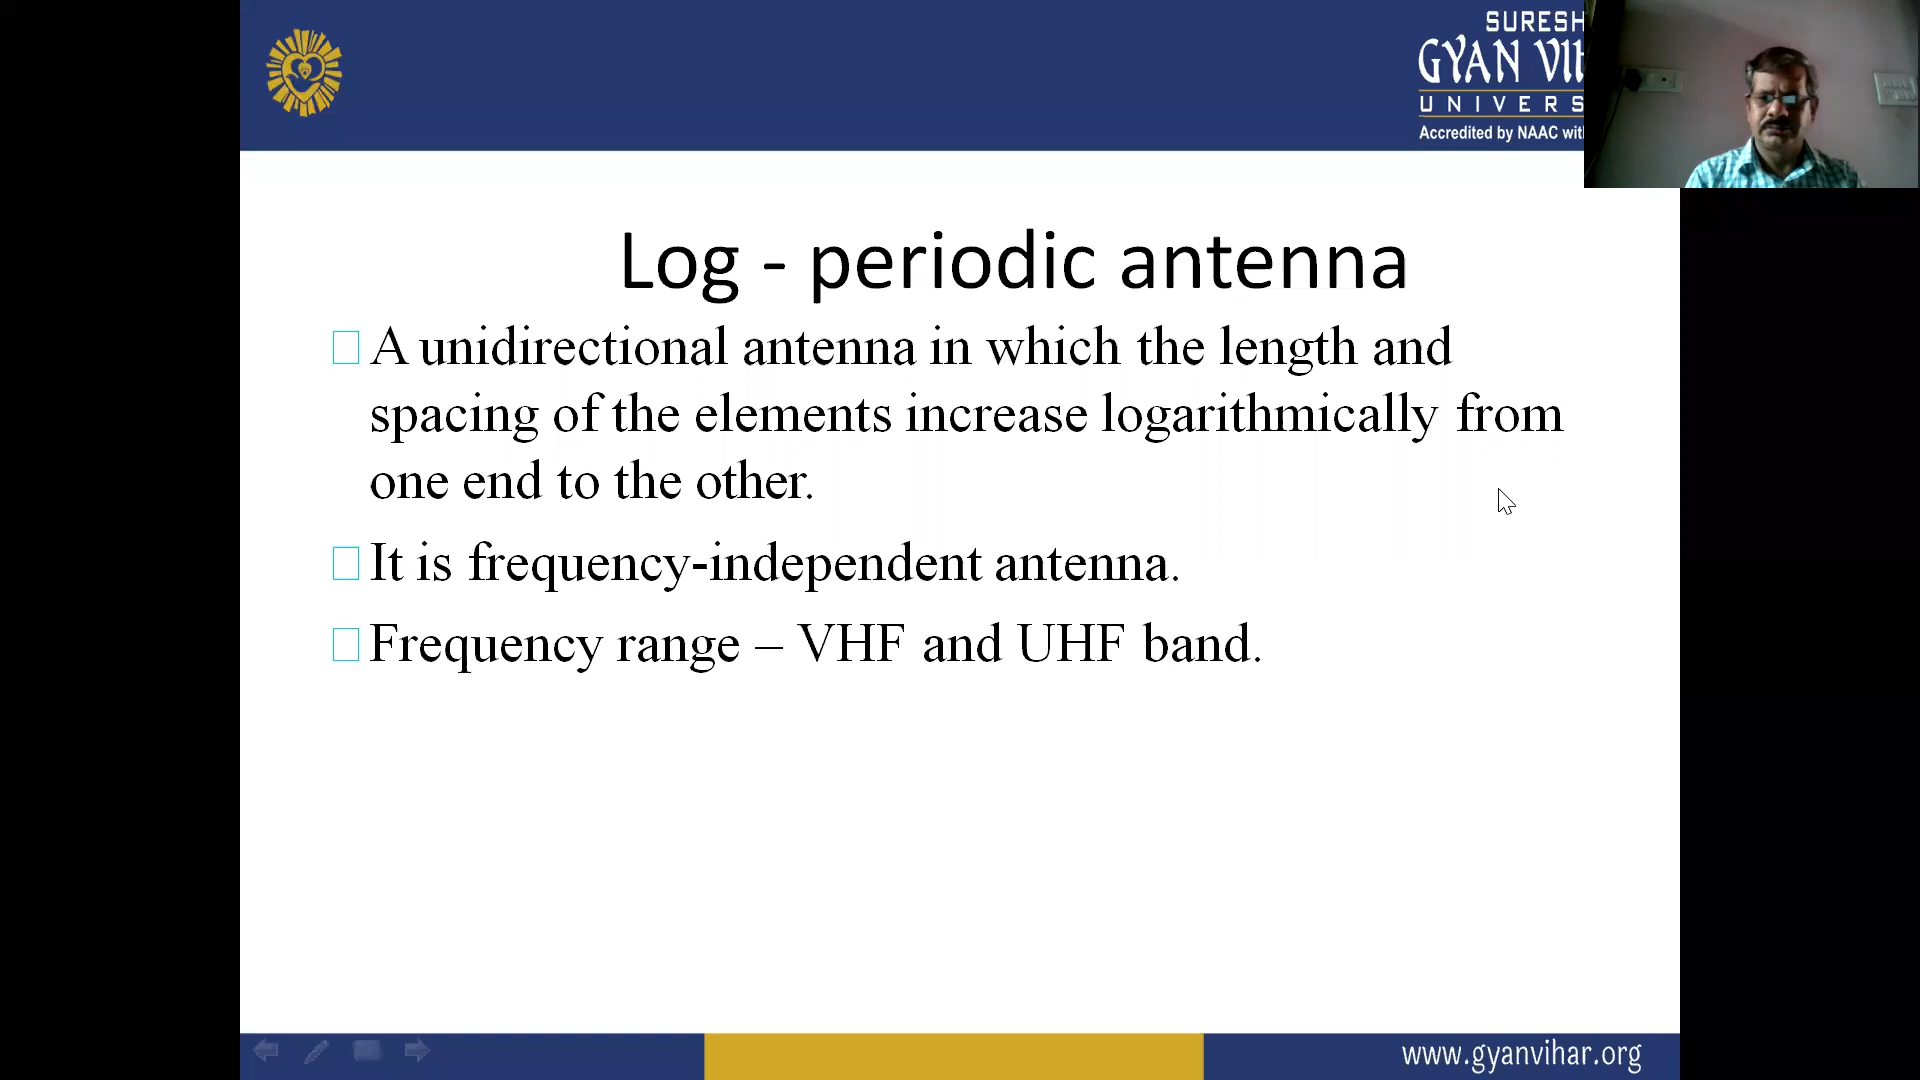 SURESH
GYAN
UNIVERS
Accredited by NAAC
Log - periodic antenna
A unidirectional antenna in which the length and
spacing of the elements increase logarithmically from
one end to the other.
It is frequency-independent antenna.
Frequency range – VHF and UHF band.
www.gyanvihar.org